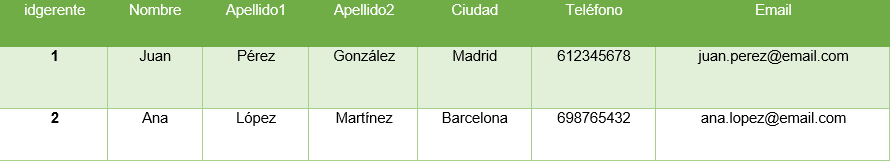 idgerente Nombre Apellido1 Apellido2 Ciudad Teléfono Email
1 Juan Pérez González Madrid 612345678 juan.perez@email.com
2 Ana López Martínez Barcelona 698765432 ana.lopez@email.com